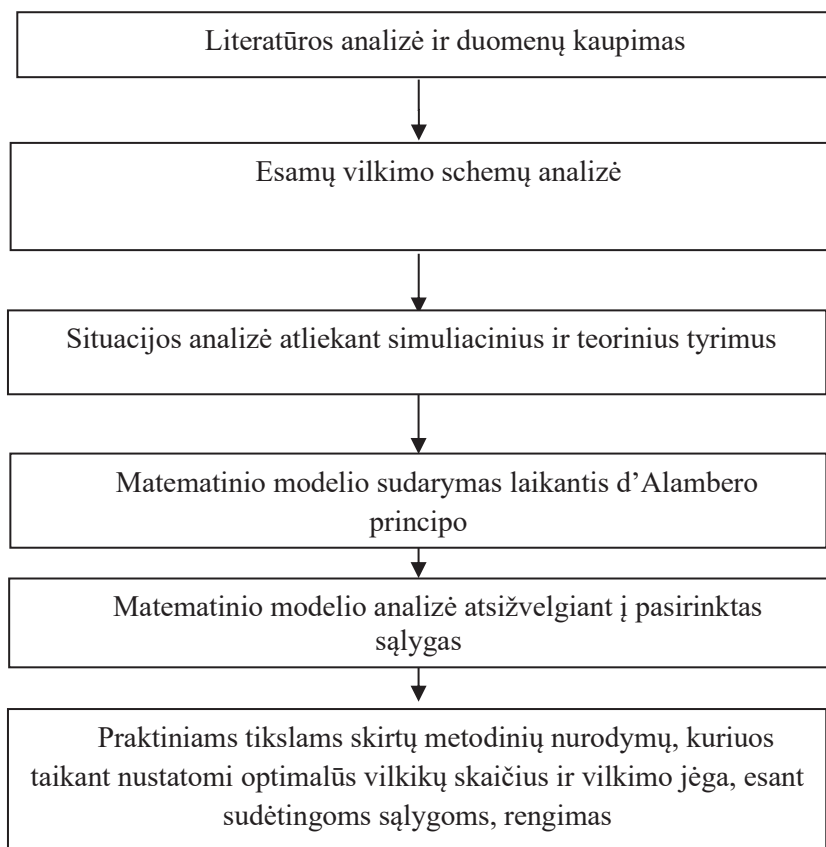 Literatūros analizė ir duomenų kaupimas
Esamų vilkimo schemų analizė
Situacijos analizė atliekant simuliacinius ir teorinius tyrimus
Matematinio modelio sudarymas laikantis d’Alambero
principo
Matematinio modelio analizė atsižvelgiant į pasirinktas
sąlygas
Praktiniams tikslams skirtų metodinių nurodymų, kuriuos
taikant nustatomi optimalūs vilkikų skaičius ir vilkimo jėga, esant
sudėtingoms sąlygoms, rengimas